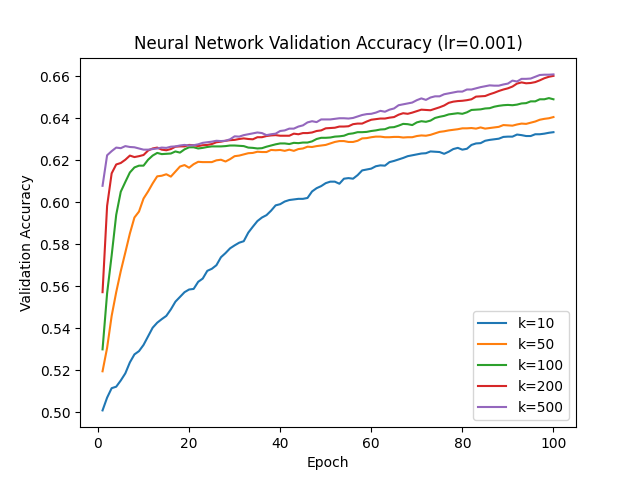 Neural Network Validation Accuracy (lr=0.001)
Validation Accuracy
0.66
0.64
0.62
0.60
0.58
0.56
0.54
0.52
0.50
k=10
k=50
k=100
k=200
k=500
0 20 40 60 80 100
Epoch